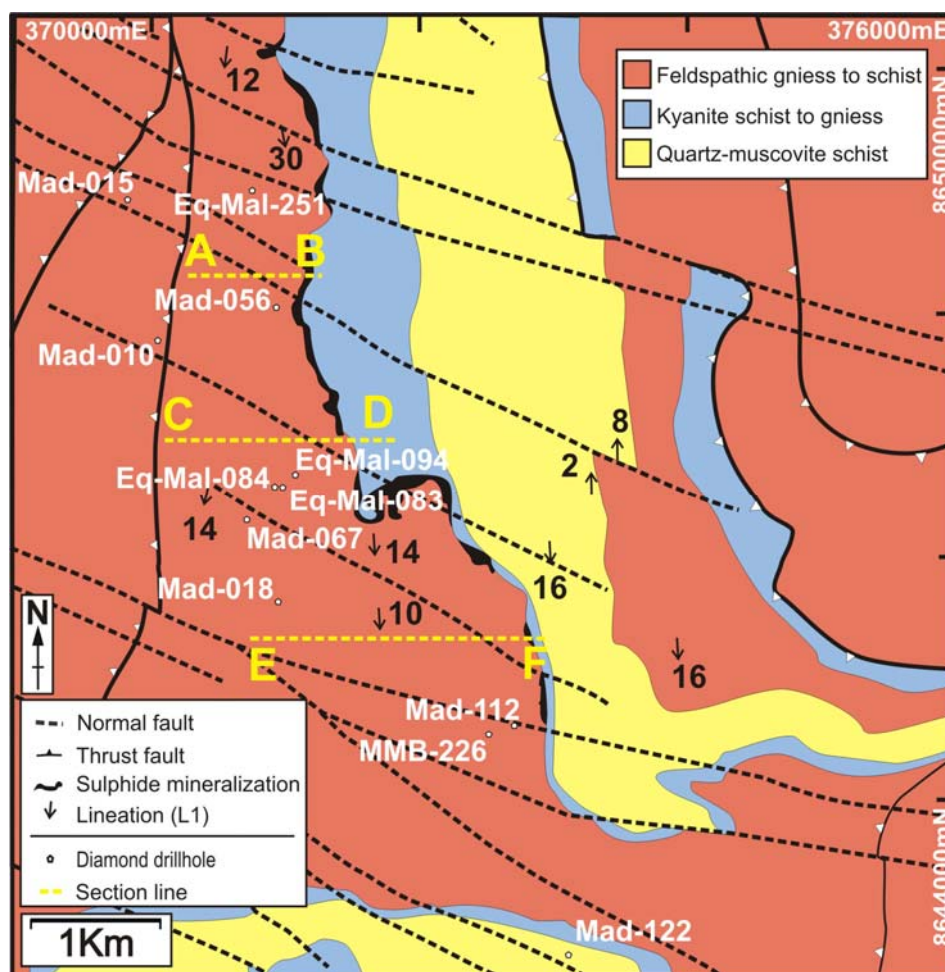 370000mE
376000mE
12
Feldspathic gniess to schist
Kyanite schist to gniess
Quartz-muscovite schist
30
8650000mN
Mad-015
Eq-Mal-251
A
B
Mad-056
Mad-010
C
D
8
Eq-Mal-094
2
Eq-Mal-084
Eq-Mal-083
14
Mad-067
14
16
Mad-018
10
N
E
F
16
Mad-112
MMB-226
Normal fault
Thrust fault
Sulphide mineralization
Lineation (L1)
Diamond drillhole
Section line
8644000mN
1Km
Mad-122